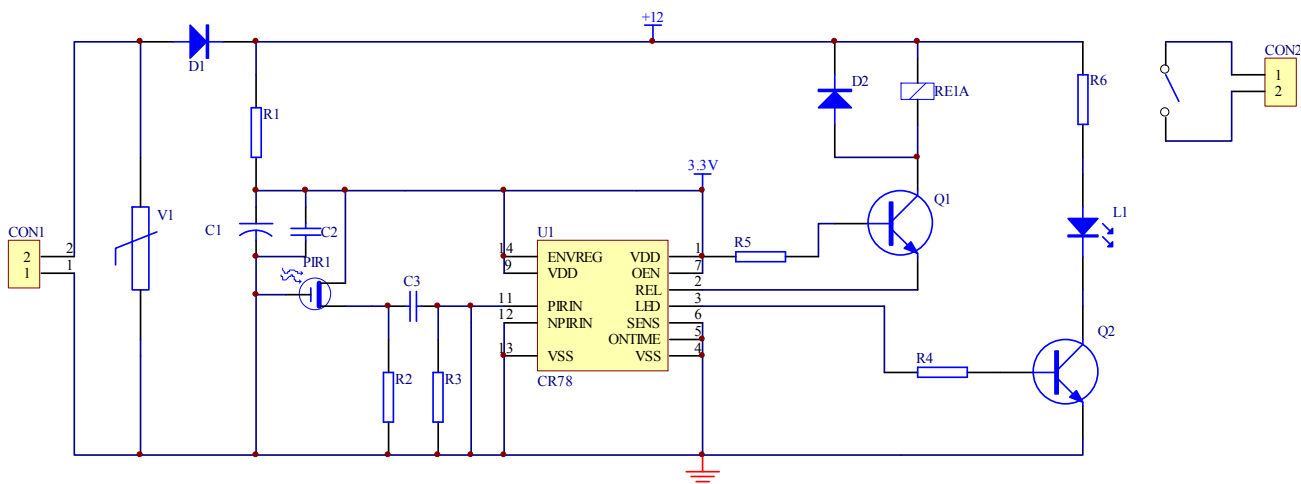 +12
D1
CON2
1
2
D2
RE1A
R6
R1
3.3V
Q1
L1
C1
C2
V1
CON1
2
1
2
1
PIR1
U1
14
ENVREG
9
VDD
11
PIRIN
12
NPIRIN
13
VSS
VDD
1
OEN
7
REL
2
LED
3
SENS
6
ONTIME
5
VSS
4
CR78
R5
C3
R2
R3
R4
Q2